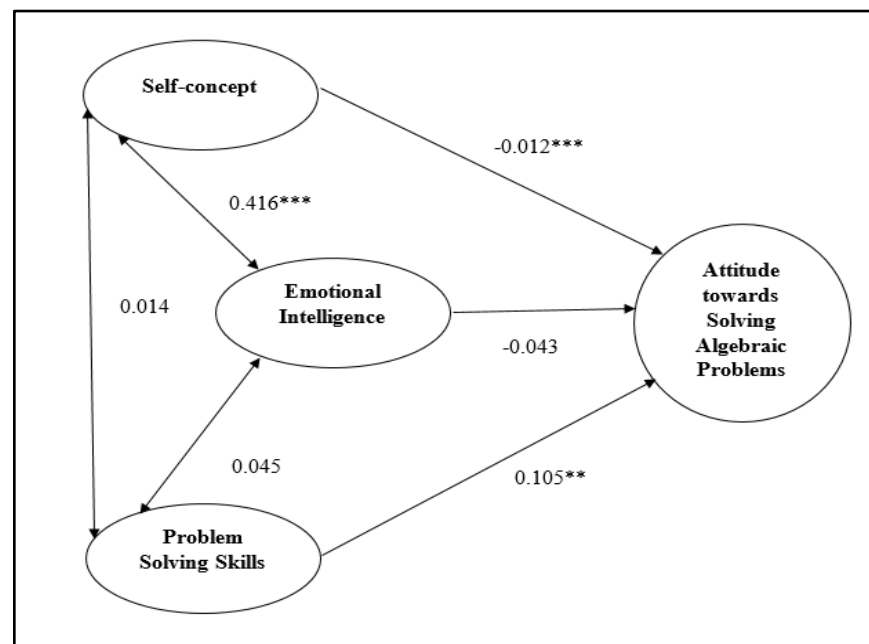 Self-concept
-0.012***
0.416***
Emotional
Intelligence
Attitude
towards
Solving
Algebraic
Problems
0.014
-0.043
0.045
0.105**
Problem
Solving Skills